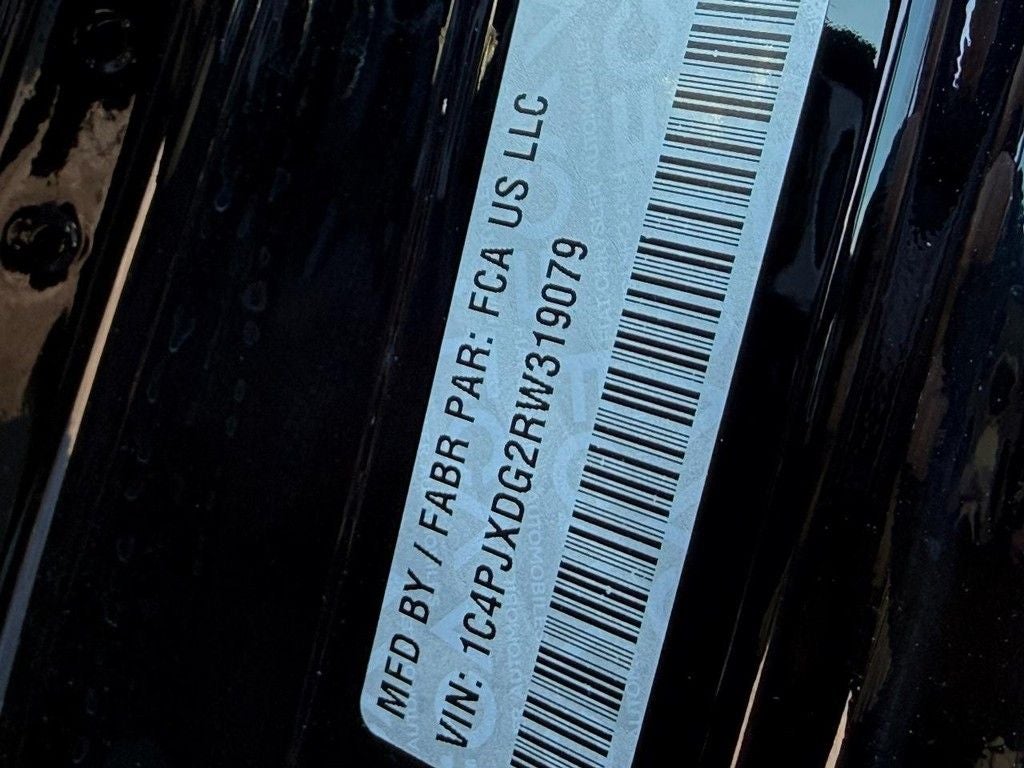 MFD BY / FABR PAR: FCA US LLC
VIN: 1C4PJXDG2RW319079